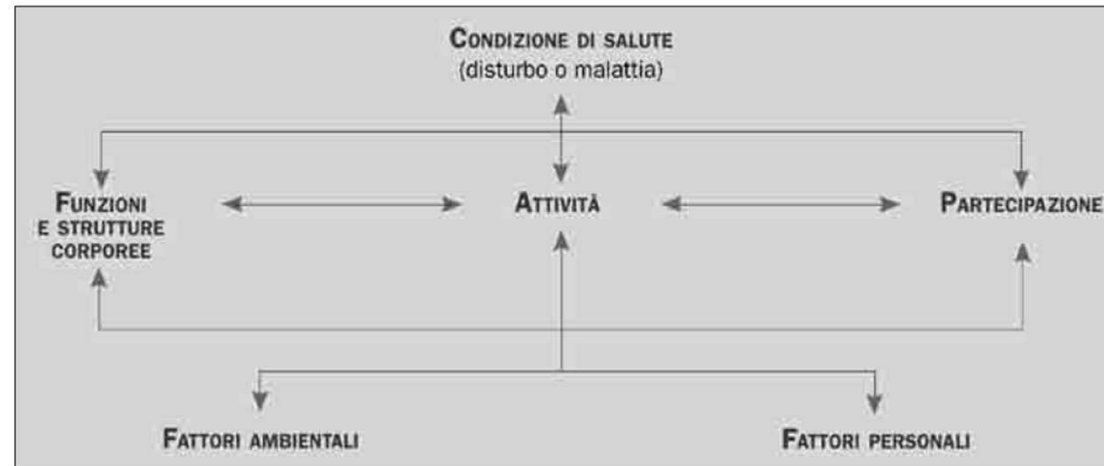 CONDIZIONE DI SALUTE
(disturbo o malattia)
FUNZIONI
E STRUTTURE
CORPOREE
ATTIVITÀ
PARTECIPAZIONE
FATTORI AMBIENTALI
FATTORI PERSONALI